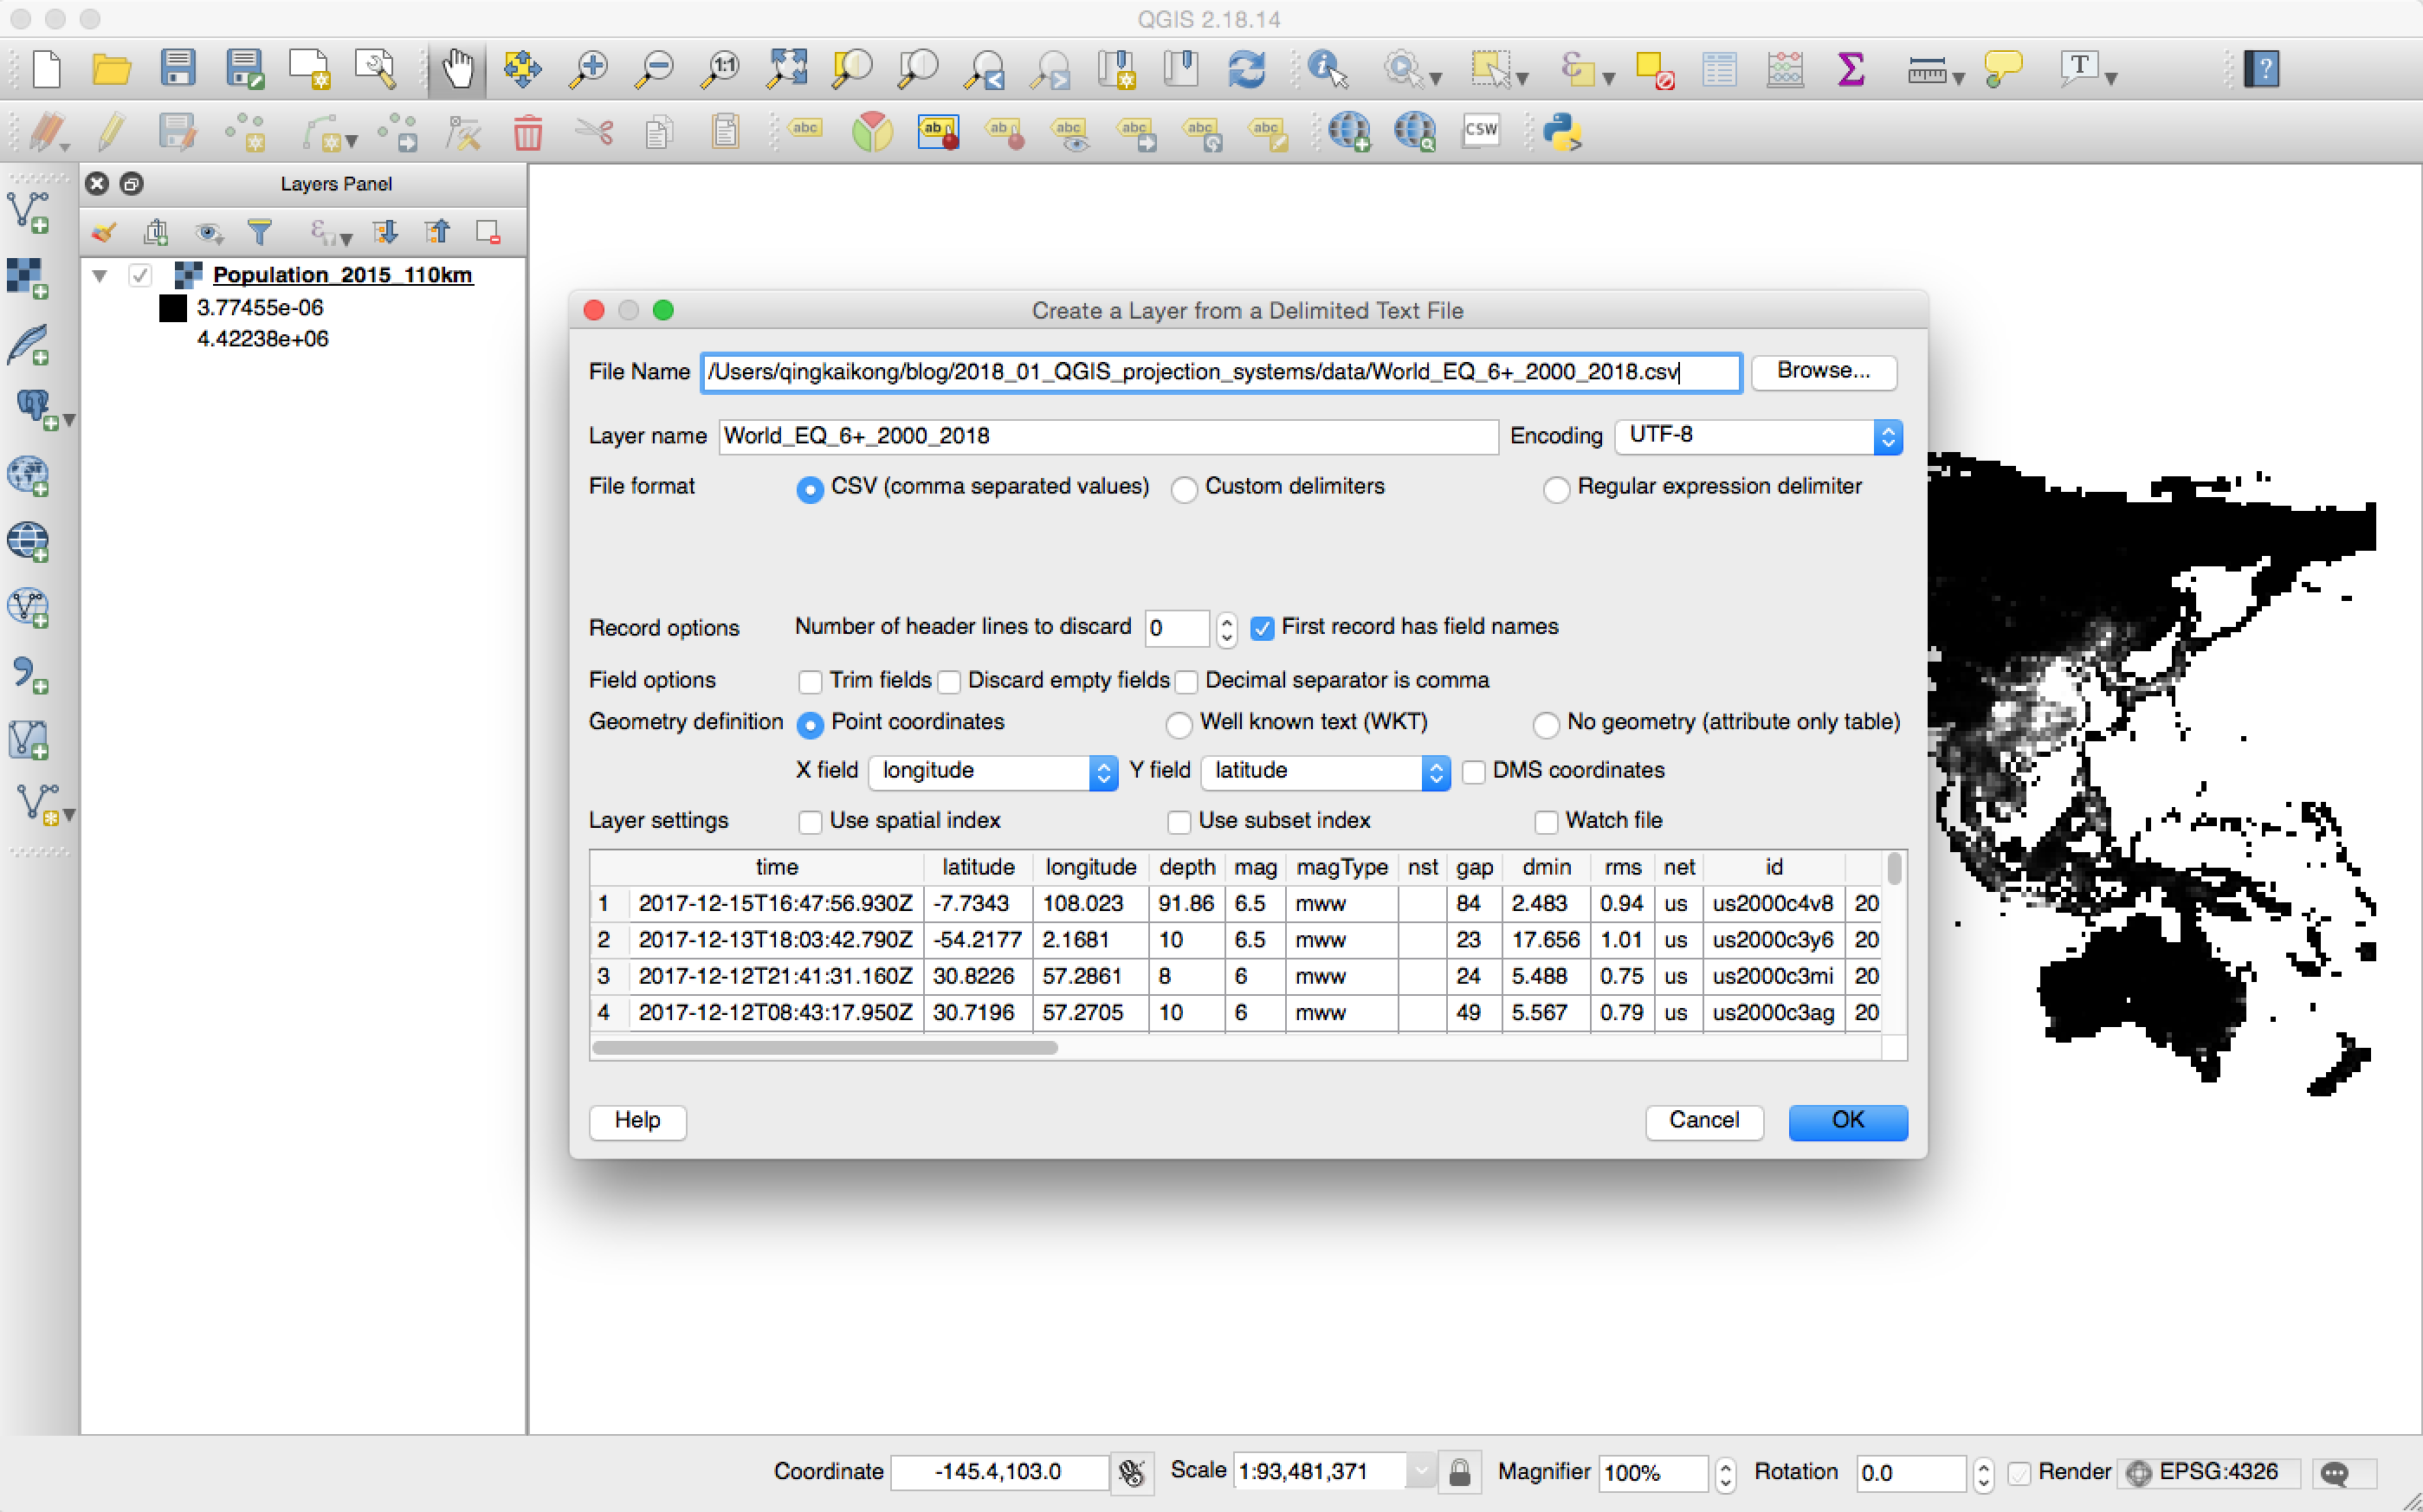 QGIS 2.18.14
1:1
T
?
abc
ab
ab
abc
abc
abc
abc
CSW
Layers Panel
Population_2015_110km
3.77455e-06
4.42238e+06
Create a Layer from a Delimited Text File
File Name /Users/qingkaikong/blog/2018_01_QGIS_projection_systems/data/World_EQ_6+_2000_2018.csv Browse...
Layer name World_EQ_6+_2000_2018 Encoding UTF-8
File format CSV (comma separated values) Custom delimiters Regular expression delimiter
Record options Number of header lines to discard 0 First record has field names
Field options Trim fields Discard empty fields Decimal separator is comma
Geometry definition Point coordinates Well known text (WKT) No geometry (attribute only table)
X field longitude Y field latitude DMS coordinates
Layer settings Use spatial index Use subset index Watch file
time latitude longitude depth mag magType nst gap dmin rms net id
1 2017-12-15T16:47:56.930Z -7.7343 108.023 91.86 6.5 mww 84 2.483 0.94 us us2000c4v8 20
2 2017-12-13T18:03:42.790Z -54.2177 2.1681 10 6.5 mww 23 17.656 1.01 us us2000c3y6 20
3 2017-12-12T21:41:31.160Z 30.8226 57.2861 8 6 mww 24 5.488 0.75 us us2000c3mi 20
4 2017-12-12T08:43:17.950Z 30.7196 57.2705 10 6 mww 49 5.567 0.79 us us2000c3ag 20
Help Cancel OK
Coordinate -145.4,103.0 Scale 1:93,481,371 Magnifier 100% Rotation 0.0 Render EPSG:4326